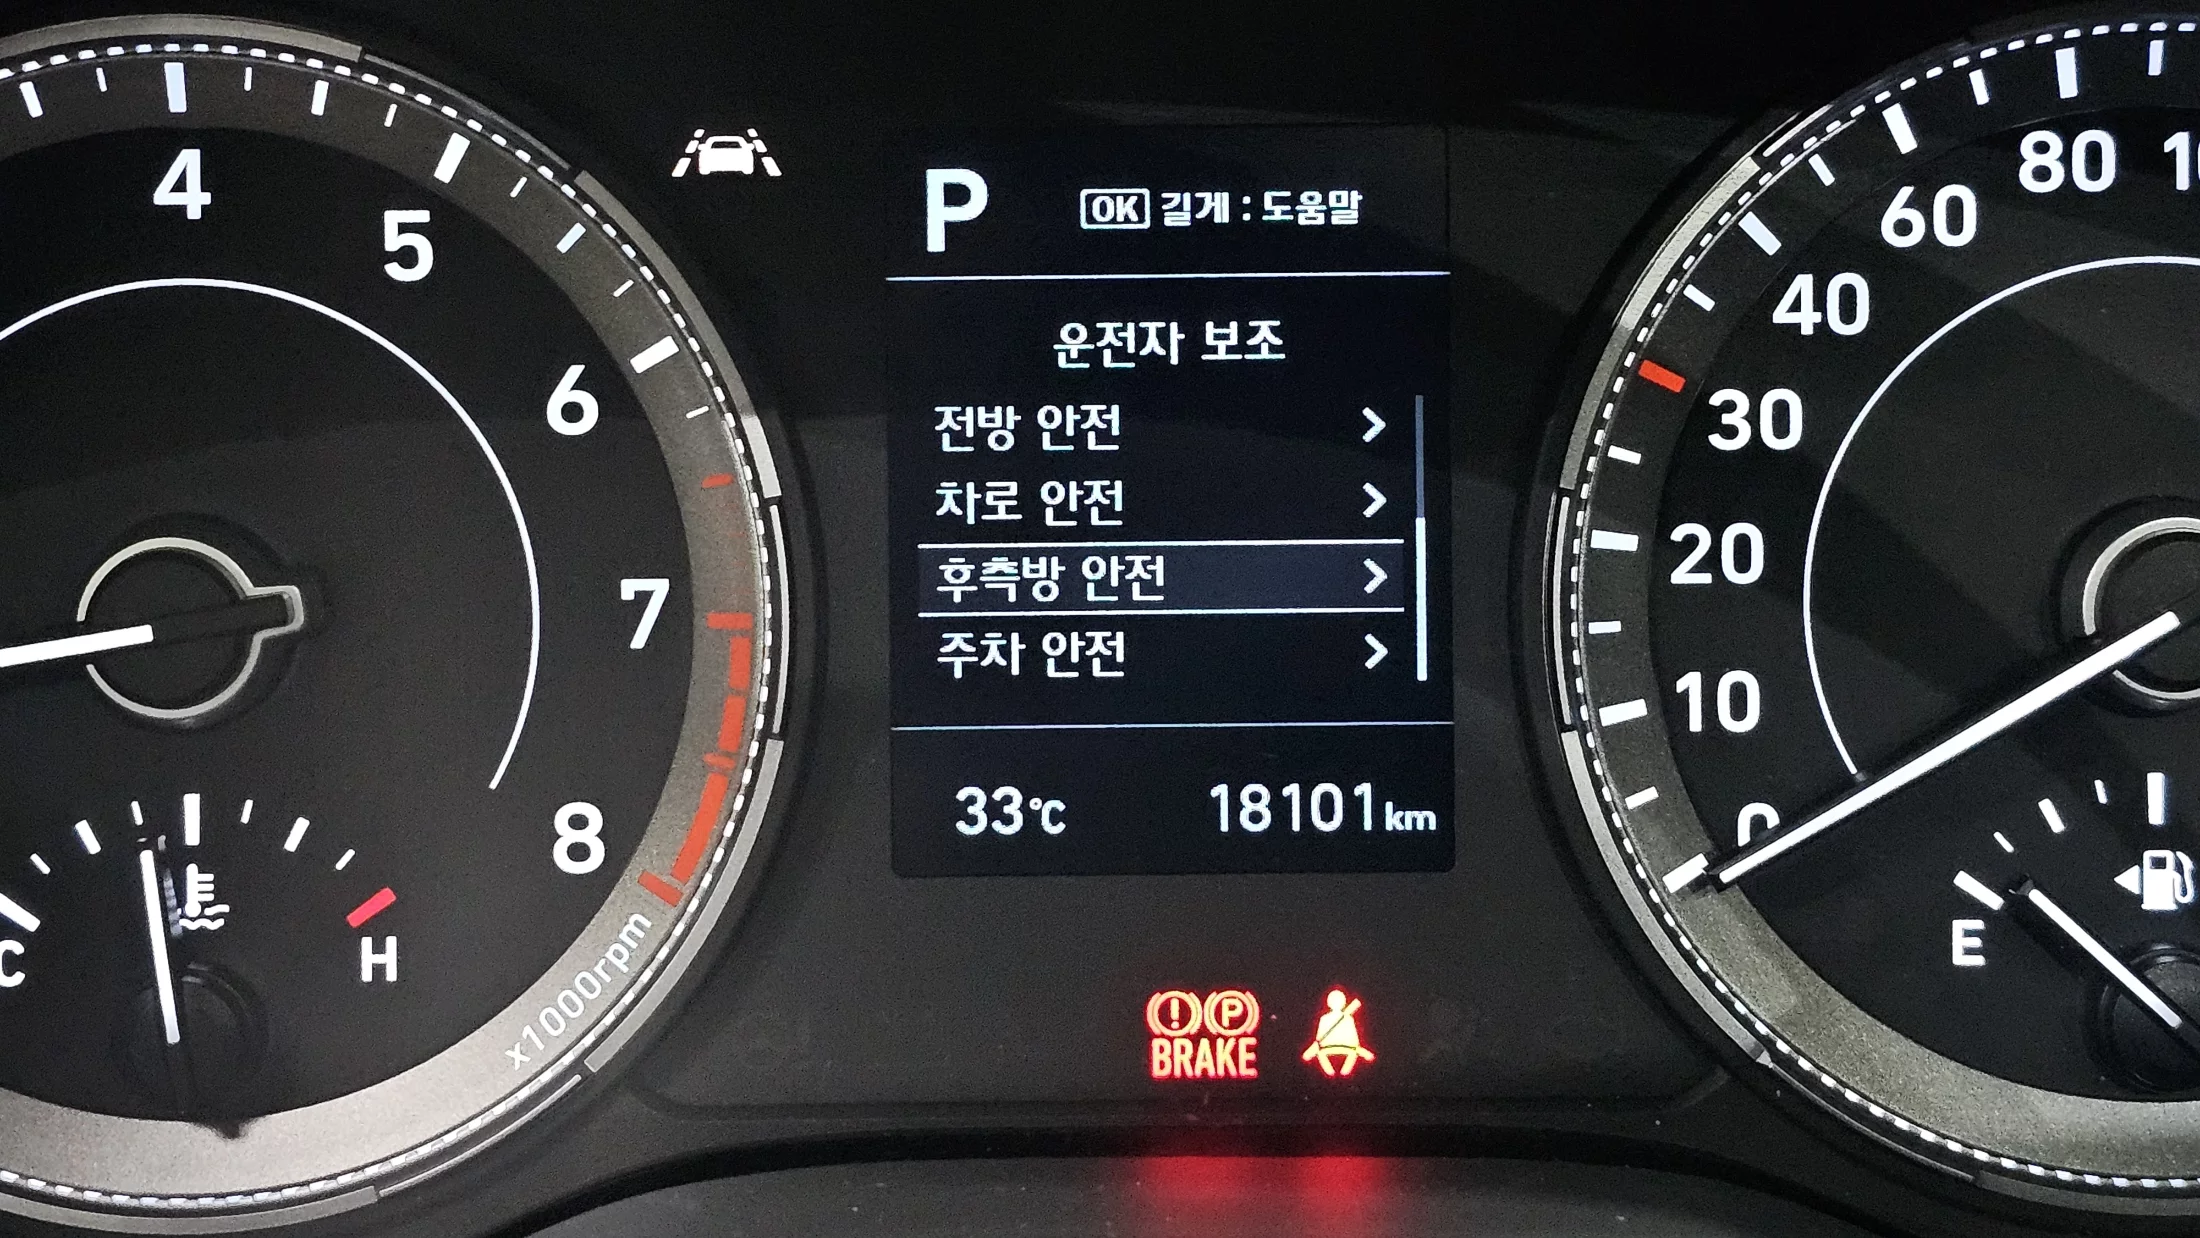 4
5
6
7
8
x1000rpm
C
H
P
OK 길게 : 도움말
운전자 보조
전방 안전
차로 안전
후측방 안전
주차 안전
33℃ 18101km
BRAKE
P
80
60
40
30
20
10
0
E